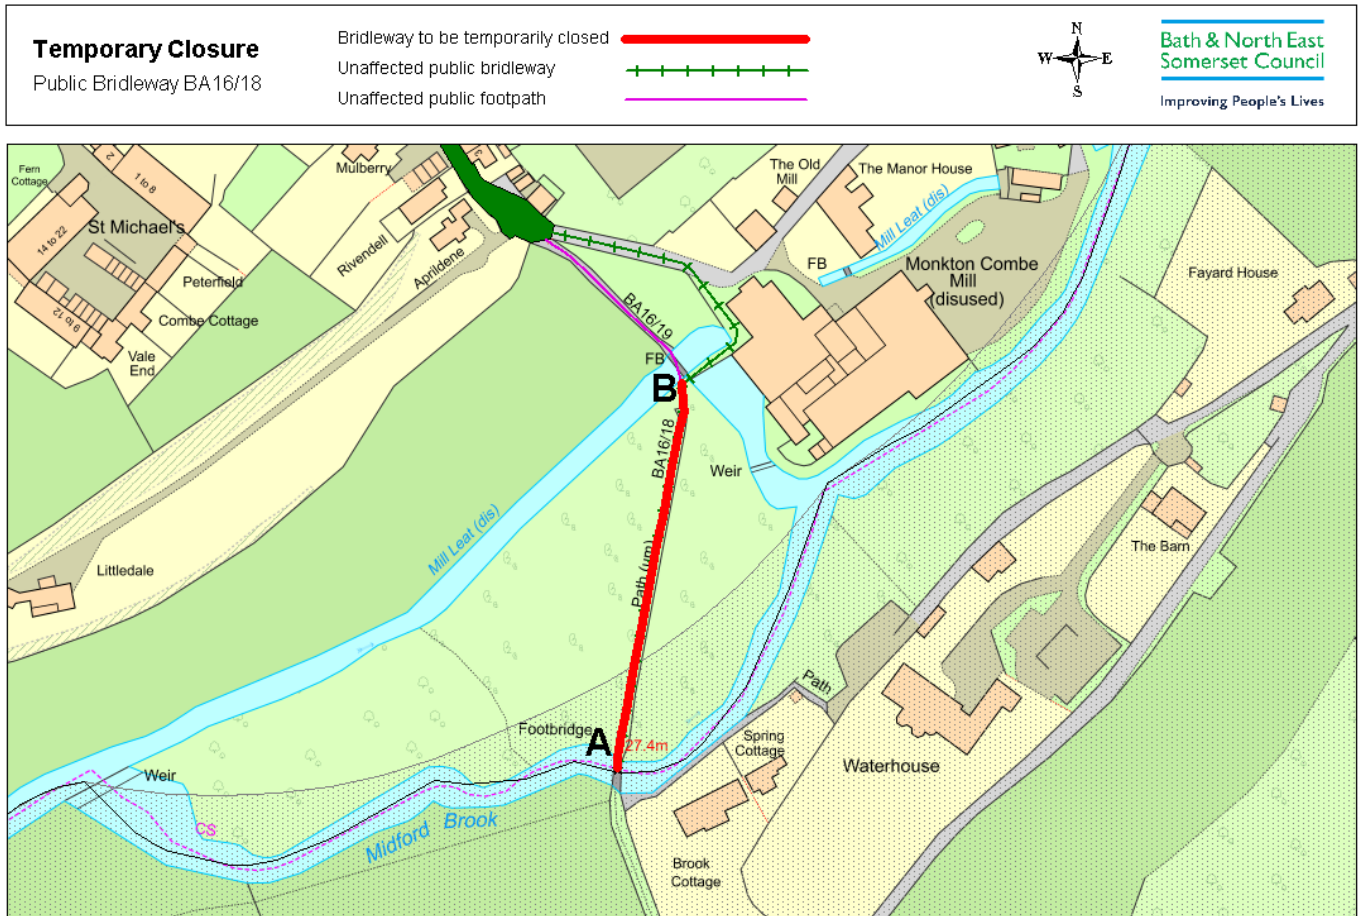 Temporary Closure
Public Bridleway BA16/18
Bridleway to be temporarily closed
Unaffected public bridleway
Unaffected public footpath
N
W
E
S
Bath & North East
Somerset Council
Improving People's Lives
Fern
Cottage
2
1 to 8
St Michael's
14 to 22
Peterfield
9 to 12
Combe Cottage
Vale
End
Mulberry
3
Rivendell
Aprildene
The Old
Mill
The Manor House
Mill Leat (dis)
FB
Monkton Combe
Mill
(disused)
Fayard House
BA16/19
FB
B
BA16/18
Weir
Mill Leat (dis)
Path (um)
Littledale
The Barn
Path
Footbridge
A
27.4m
Spring
Cottage
Waterhouse
Weir
CS
Midford Brook
Brook
Cottage